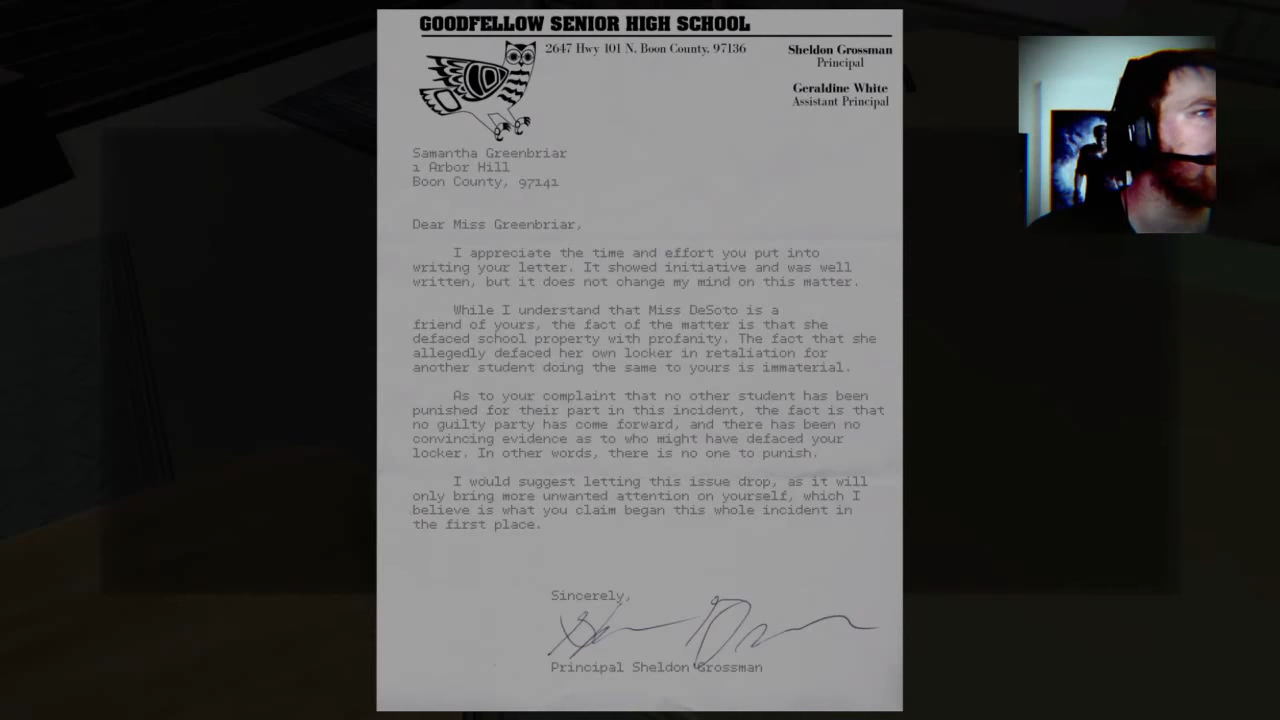 GOODFELLOW SENIOR HIGH SCHOOL
2647 Hwy 101 N, Boon County, 97136
Sheldon Grossman
Principal
Geraldine White
Assistant Principal
Samantha Greenbriar
1 Arbor Hill
Boon County, 97141
Dear Miss Greenbriar,
I appreciate the time and effort you put into
writing your letter. It showed initiative and was well
written, but it does not change my mind on this matter.
While I understand that Miss DeSoto is a
friend of yours, the fact of the matter is that she
defaced school property with profanity. The fact that she
allegedly defaced her own locker in retaliation for
another student doing the same to yours is immaterial.
As to your complaint that no other student has been
punished for their part in this incident, the fact is that
no guilty party has come forward, and there has been no
convincing evidence as to who might have defaced your
locker. In other words, there is no one to punish.
I would suggest letting this issue drop, as it will
only bring more unwanted attention on yourself, which I
believe is what you claim began this whole incident in
the first place.
Sincerely,
Principal Sheldon Grossman